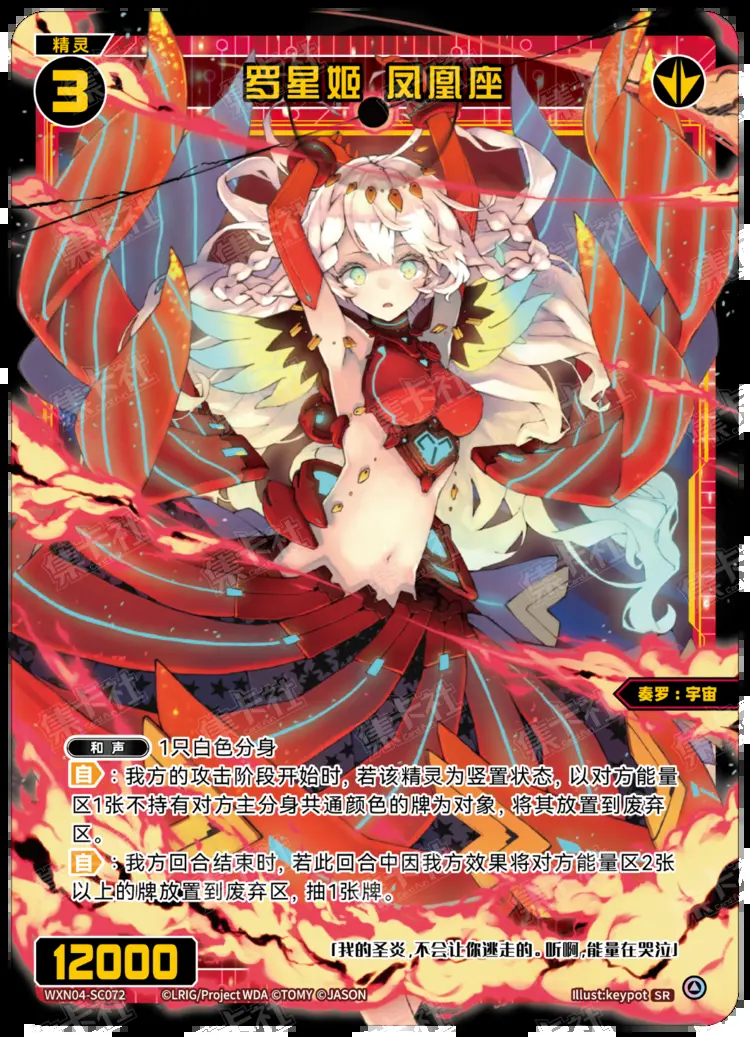 精灵
3
罗星姬 凤凰座
奏罗：宇宙
和声 1只白色分身
自：我方的攻击阶段开始时，若该精灵为竖置状态，以对方能量
区1张不持有对方主分身共通颜色的牌为对象，将其放置到废弃
区。
自：我方回合结束时，若此回合中因我方效果将对方能量区2张
以上的牌放置到废弃区，抽1张牌。
「我的圣炎,不会让你逃走的。听啊,能量在哭泣」
12000
WXN04-SC072 ©LRIG/Project WDA ©TOMY ©JASON Illust:keypot SR
集卡社